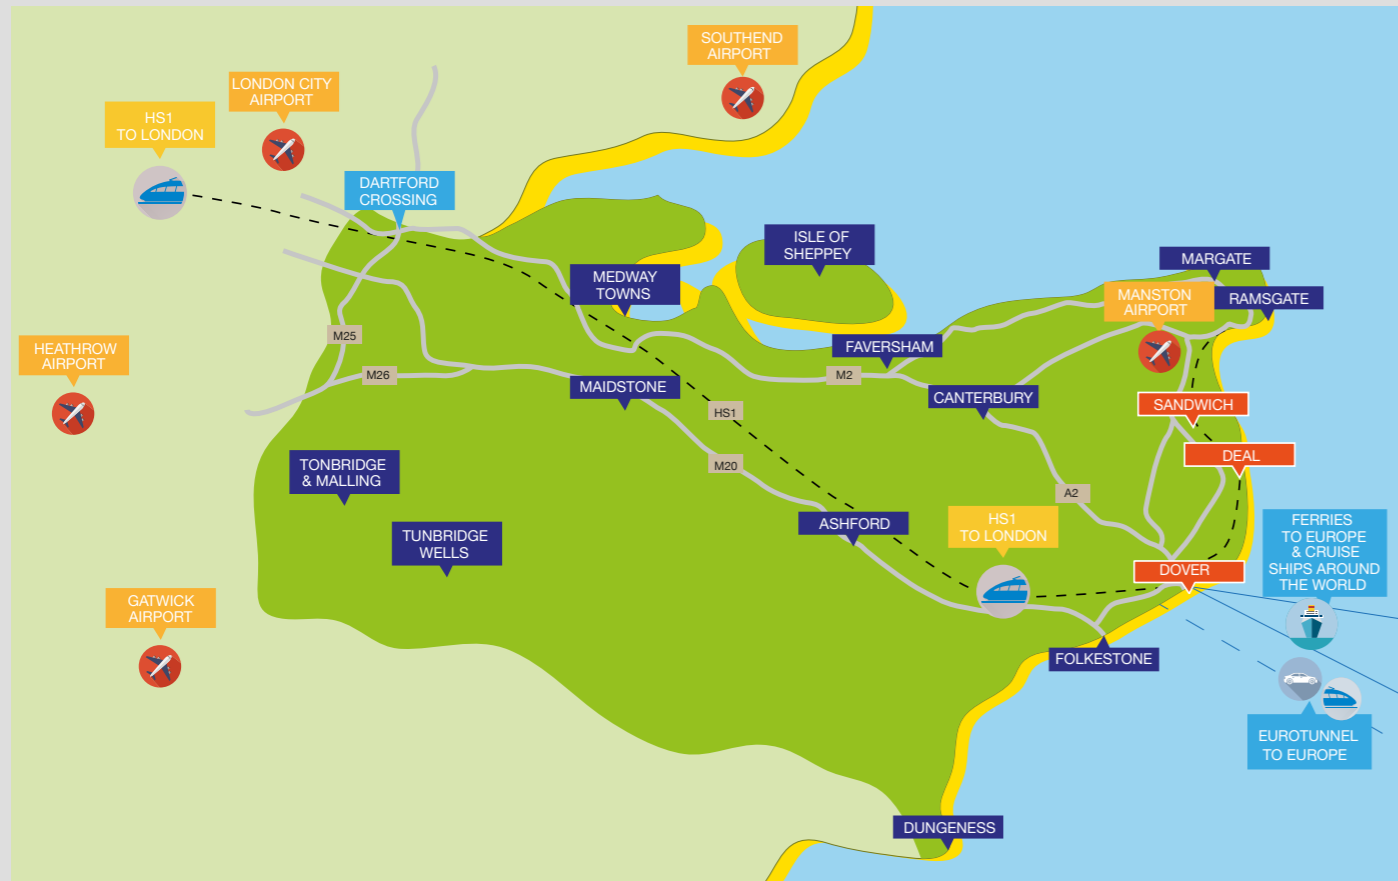 SOUTHEND
AIRPORT
LONDON CITY
AIRPORT
HS1
TO LONDON
DARTFORD
CROSSING
ISLE OF
SHEPPEY
MARGATE
MEDWAY
TOWNS
MANSTON
AIRPORT
RAMSGATE
M25
HEATHROW
AIRPORT
FAVERSHAM
M26
M2
MAIDSTONE
CANTERBURY
SANDWICH
HS1
DEAL
TONBRIDGE
& MALLING
M20
A2
ASHFORD
HS1
TO LONDON
FERRIES
TO EUROPE
& CRUISE
SHIPS AROUND
THE WORLD
TUNBRIDGE
WELLS
DOVER
GATWICK
AIRPORT
FOLKESTONE
EUROTUNNEL
TO EUROPE
DUNGENESS